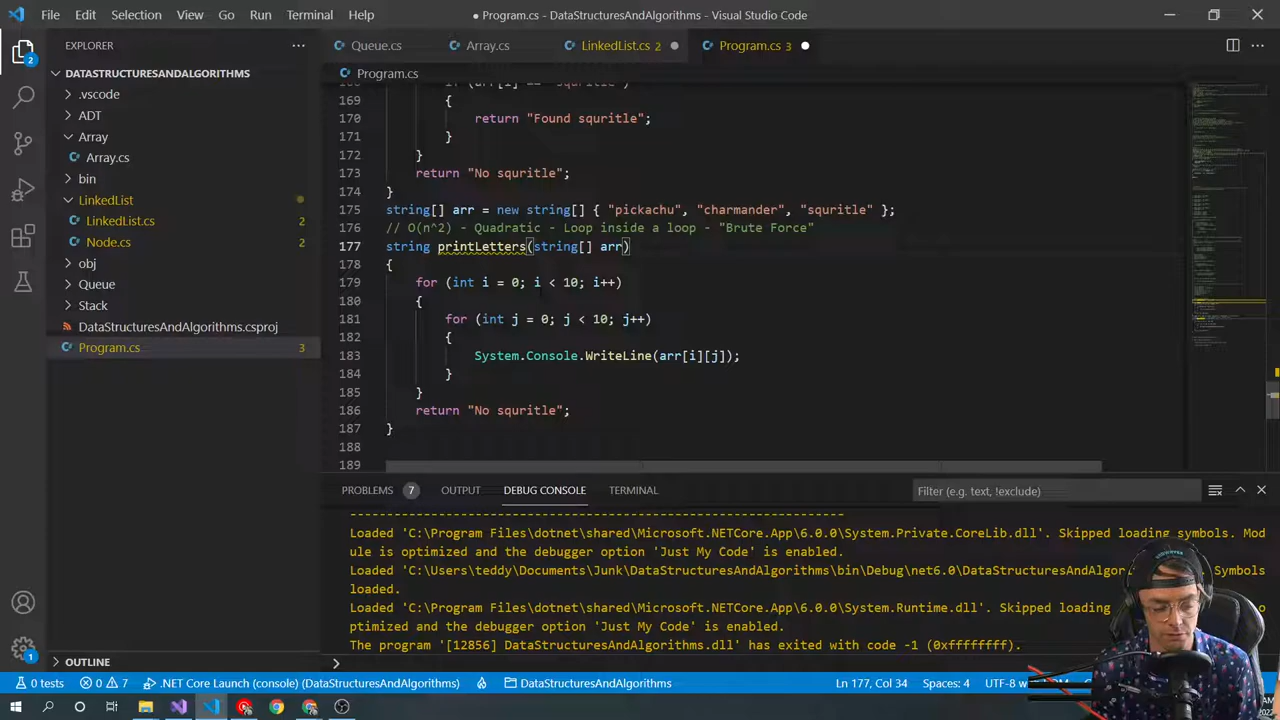 File Edit Selection View Go Run Terminal Help
● Program.cs - DataStructuresAndAlgorithms - Visual Studio Code
EXPLORER
Queue.cs
Array.cs
LinkedList.cs 2
Program.cs 3
2
DATASTRUCTURESANDALGORITHMS
.vscode
ADT
Array
Array.cs
bin
LinkedList
LinkedList.cs 2
Node.cs 2
obj
Queue
Stack
DataStructuresAndAlgorithms.csproj
Program.cs 3
OUTLINE
Program.cs
169 {
170 return "Found squritle";
171 }
172 }
173 return "No squritle";
174 }
175 string[] arr = new string[] { "pickachu", "charmander", "squritle" };
176 // O(n^2) - Quadratic - Loop inside a loop - "Brute Force"
177 string printLetters(string[] arr)
178 {
179 for (int i = 0; i < 10; i++)
180 {
181 for (int j = 0; j < 10; j++)
182 {
183 System.Console.WriteLine(arr[i][j]);
184 }
185 }
186 return "No squritle";
187 }
188
189
PROBLEMS 7 OUTPUT DEBUG CONSOLE TERMINAL
Filter (e.g. text, !exclude)
Loaded 'C:\Program Files\dotnet\shared\Microsoft.NETCore.App\6.0.0\System.Private.CoreLib.dll'. Skipped loading symbols. Mod
ule is optimized and the debugger option 'Just My Code' is enabled.
Loaded 'C:\Users\teddy\Documents\Junk\DataStructuresAndAlgorithms\bin\Debug\net6.0\DataStructuresAndAlgo Symbols
loaded.
Loaded 'C:\Program Files\dotnet\shared\Microsoft.NETCore.App\6.0.0\System.Runtime.dll'. Skipped loading
ptimized and the debugger option 'Just My Code' is enabled.
The program '[12856] DataStructuresAndAlgorithms.dll' has exited with code -1 (0xffffffff).
1
0 tests 0 7 .NET Core Launch (console) (DataStructuresAndAlgorithms) DataStructuresAndAlgorithms Ln 177, Col 34 Spaces: 4 UTF-8